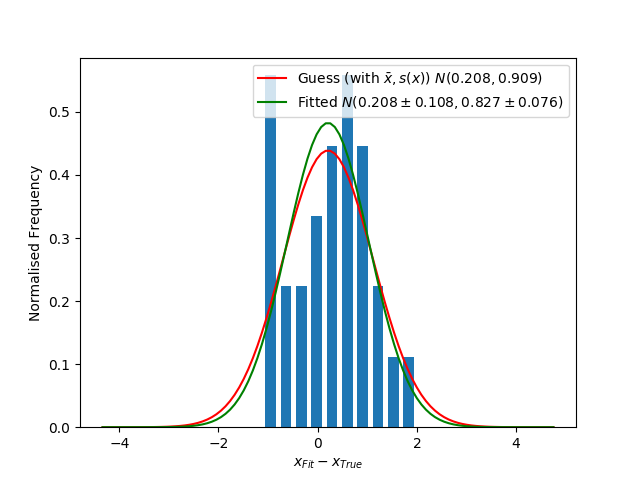 Guess (with x̄, s(x)) N(0.208, 0.909)
Fitted N(0.208 ± 0.108, 0.827 ± 0.076)
Normalised Frequency
0.5
0.4
0.3
0.2
0.1
0.0
−4 −2 0 2 4
x_Fit − x_True